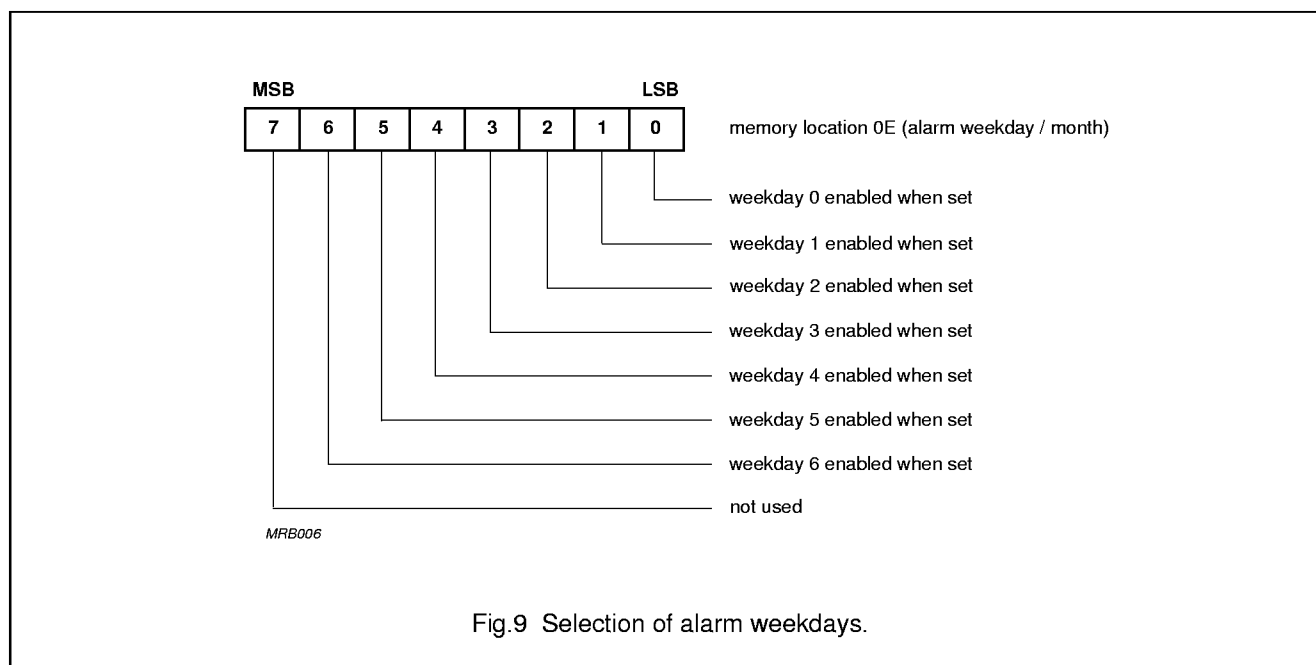 MSB LSB
7 6 5 4 3 2 1 0 memory location 0E (alarm weekday / month)
weekday 0 enabled when set
weekday 1 enabled when set
weekday 2 enabled when set
weekday 3 enabled when set
weekday 4 enabled when set
weekday 5 enabled when set
weekday 6 enabled when set
not used
MRB006
Fig.9 Selection of alarm weekdays.